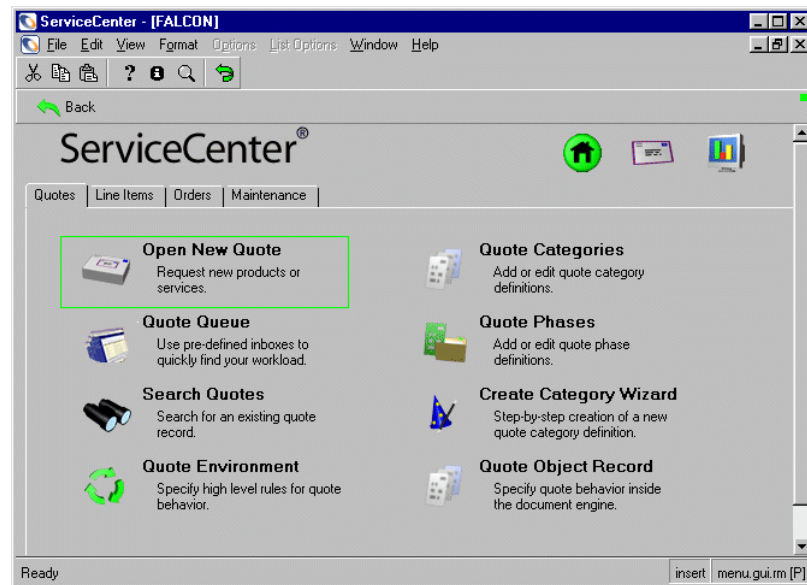 ServiceCenter - [FALCON]
File Edit View Format Options List Options Window Help
Back
ServiceCenter®
Quotes Line Items Orders Maintenance
Open New Quote
Request new products or
services.
Quote Categories
Add or edit quote category
definitions.
Quote Queue
Use pre-defined inboxes to
quickly find your workload.
Quote Phases
Add or edit quote phase
definitions.
Search Quotes
Search for an existing quote
record.
Create Category Wizard
Step-by-step creation of a new
quote category definition.
Quote Environment
Specify high level rules for quote
behavior.
Quote Object Record
Specify quote behavior inside
the document engine.
Ready insert menu.gui.rm [P]